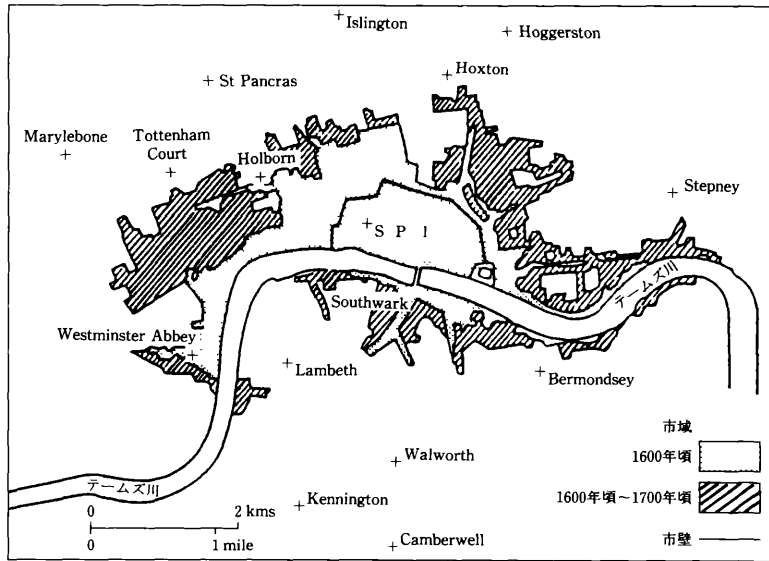 Islington
Hoggerston
Hoxton
St Pancras
Marylebone
Tottenham
Court
Holborn
Stepney
S P I
テームズ川
Southwark
Westminster Abbey
Lambeth
Bermondsey
市域
1600年頃
Walworth
テームズ川
1600年頃～1700年頃
Kennington
0 2 kms
0 1 mile
市壁
Camberwell